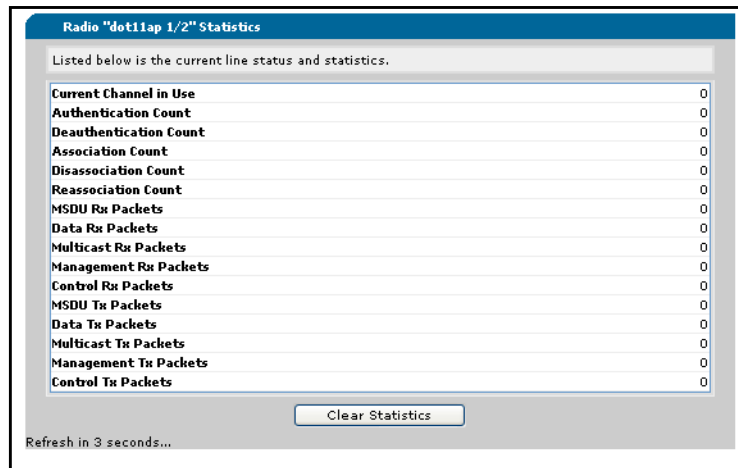 Radio "dot11ap 1/2" Statistics
Listed below is the current line status and statistics.
Current Channel in Use 0
Authentication Count 0
Deauthentication Count 0
Association Count 0
Disassociation Count 0
Reassociation Count 0
MSDU Rx Packets 0
Data Rx Packets 0
Multicast Rx Packets 0
Management Rx Packets 0
Control Rx Packets 0
MSDU Tx Packets 0
Data Tx Packets 0
Multicast Tx Packets 0
Management Tx Packets 0
Control Tx Packets 0
Clear Statistics
Refresh in 3 seconds...